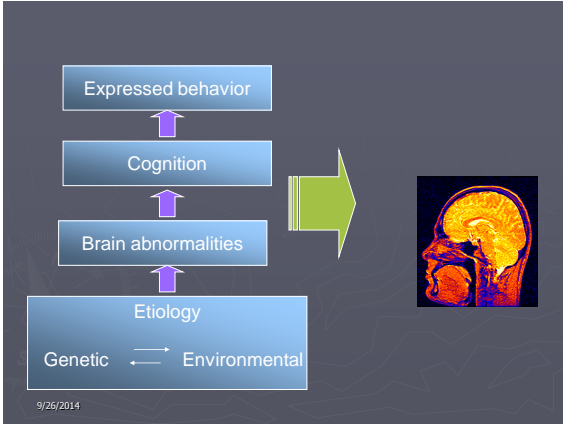 Expressed behavior
Cognition
Brain abnormalities
Etiology
Genetic Environmental
9/26/2014